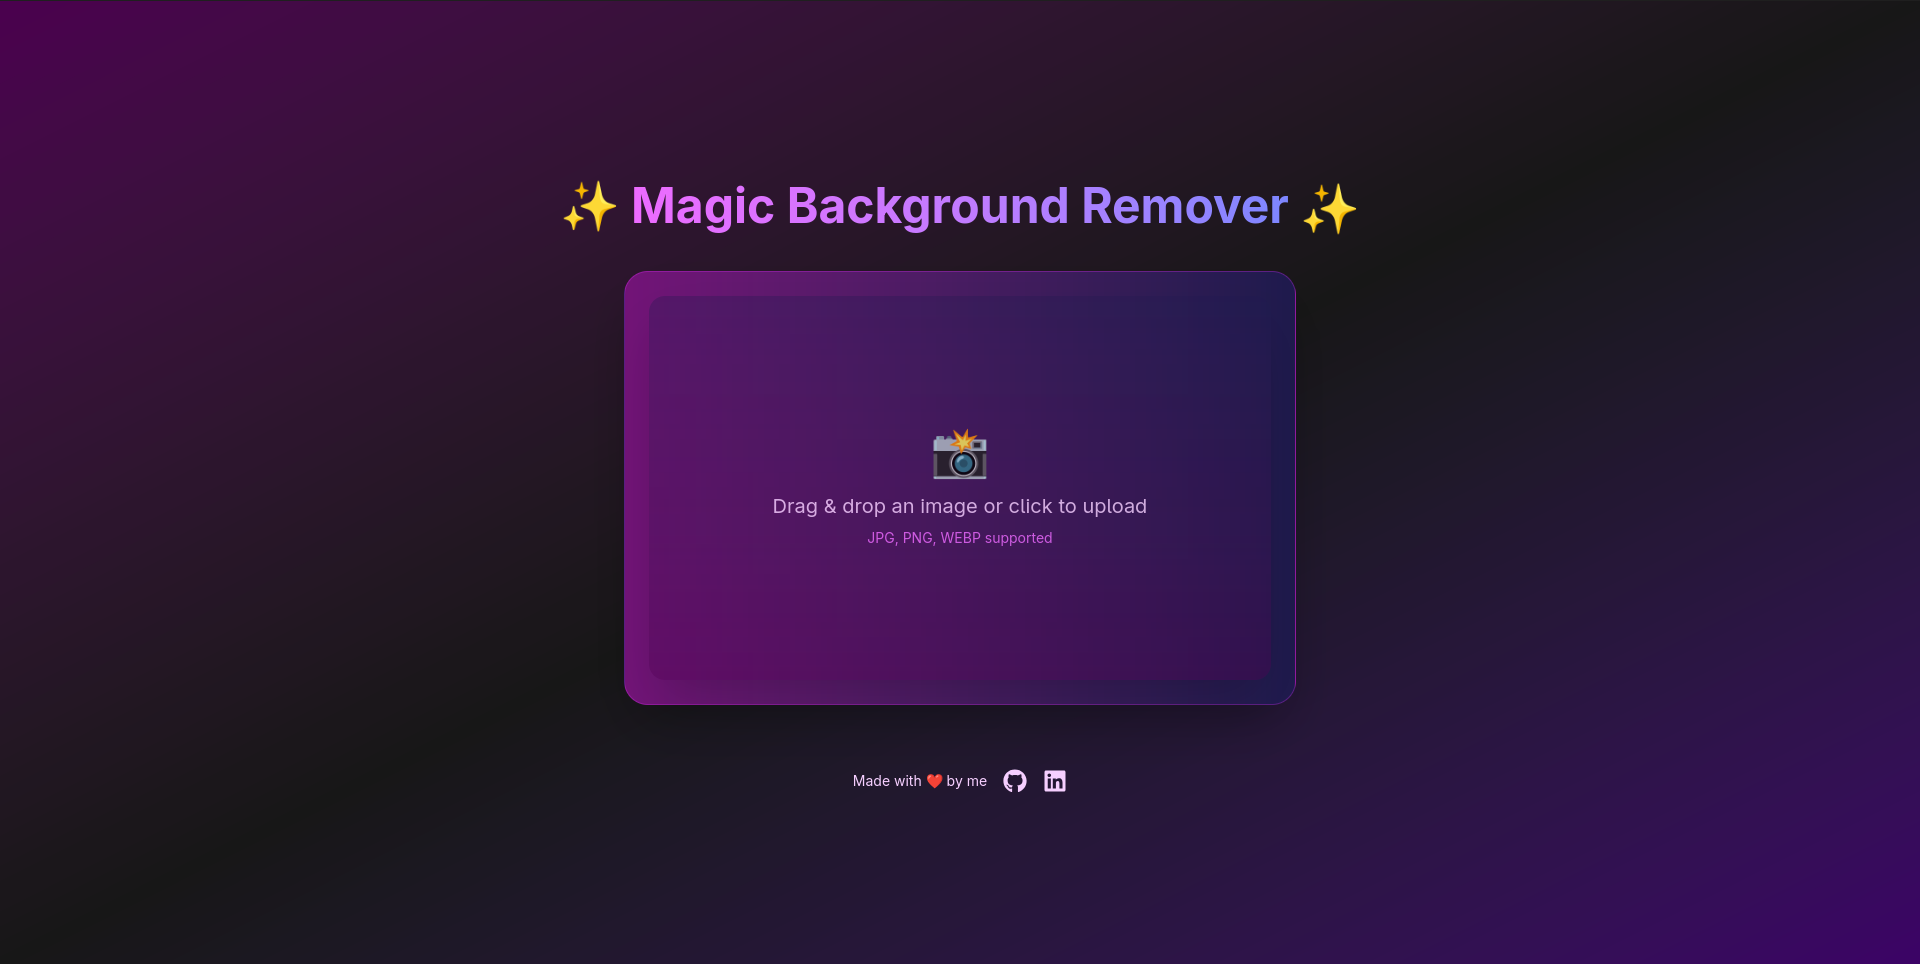 ✨ Magic Background Remover ✨
Drag & drop an image or click to upload
JPG, PNG, WEBP supported
Made with ❤️ by me